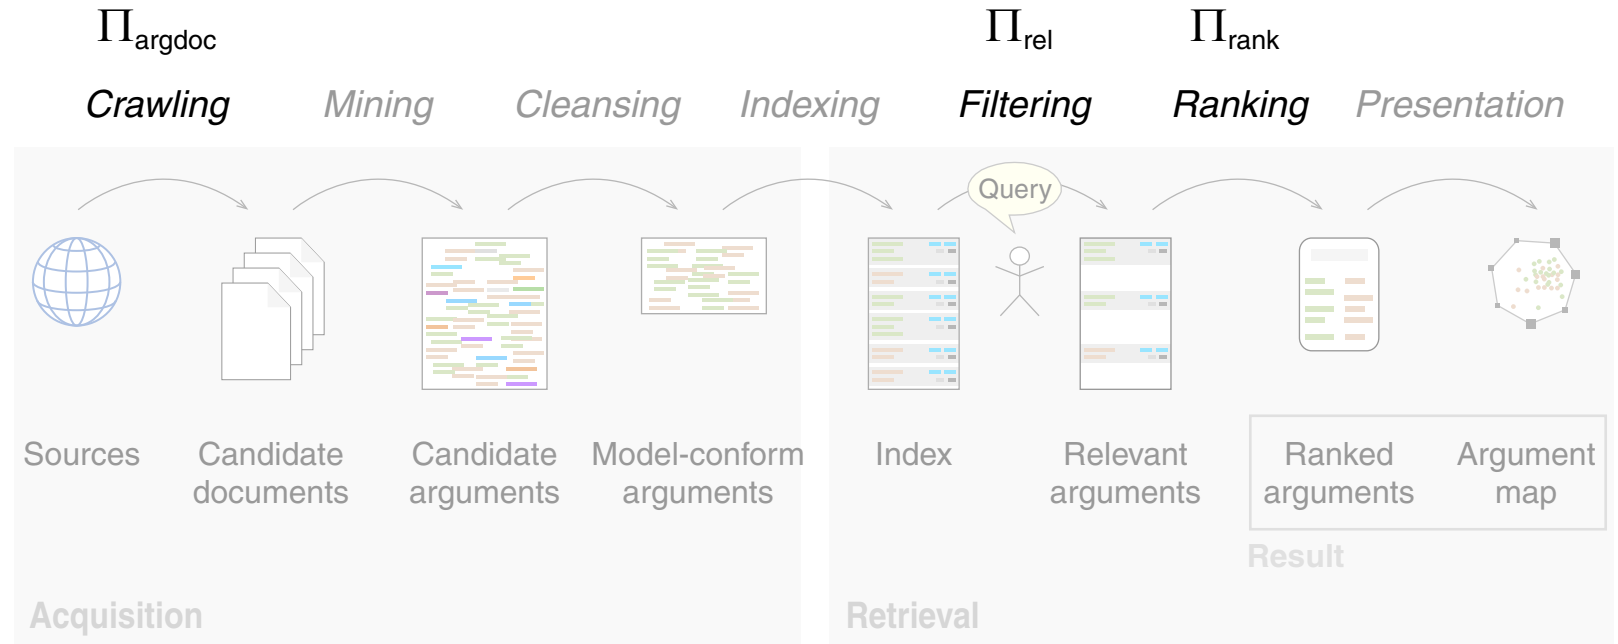 Πargdoc Πrel Πrank
Crawling Mining Cleansing Indexing Filtering Ranking Presentation
Query
Sources Candidate documents Candidate arguments Model-conform arguments Index Relevant arguments Ranked arguments Argument map
Result
Acquisition Retrieval